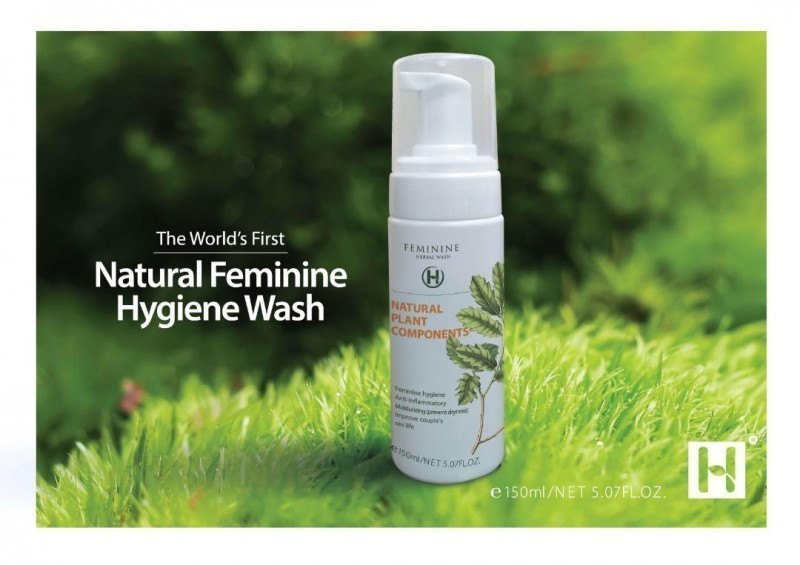 The World's First
Natural Feminine
Hygiene Wash
FEMININE
HERBAL WASH
H
NATURAL
PLANT
COMPONENTS
Feminine hygiene
Anti-inflammatory
Moisturizing (prevent dryness)
Improve couple's
sex life
e150ml/NET 5.07FL.OZ.
e150ml/NET 5.07FL.OZ.
H®